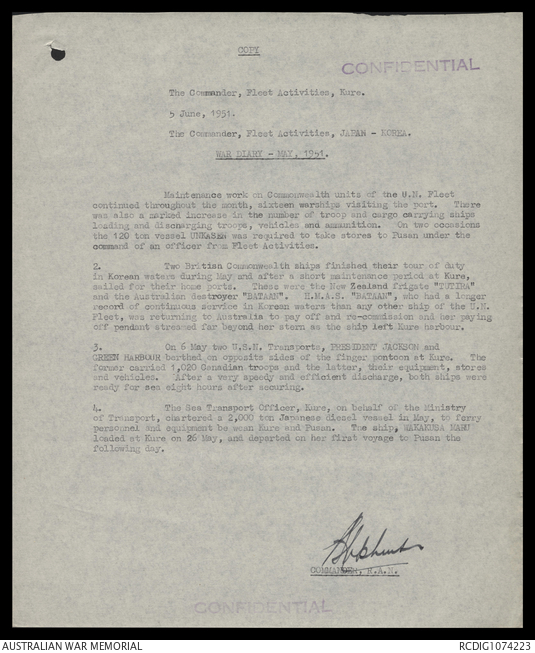 COPY
CONFIDENTIAL
The Commander, Fleet Activities, Kure.
5 June, 1951.
The Commander, Fleet Activities, JAPAN - KOREA.
WAR DIARY - MAY, 1951.
Maintenance work on Commonwealth units of the U.N. Fleet
continued throughout the month, sixteen warships visiting the port. There
was also a marked increase in the number of troop and cargo carrying ships
loading and discharging troops, vehicles and ammunition. On two occasions
the 120 ton vessel UNKASEN was required to take stores to Pusan under the
command of an officer from Fleet Activities.
2. Two British Commonwealth ships finished their tour of duty
in Korean waters during May and after a short maintenance period at Kure,
sailed for their home ports. These were the New Zealand frigate "TUTIRA"
and the Australian destroyer "BATAAN". H.M.A.S. "BATAAN", who had a longer
record of continuous service in Korean waters than any other ship of the U.N.
Fleet, was returning to Australia to pay off and re-commission and her paying
off pendant streamed far beyond her stern as the ship left Kure harbour.
3. On 6 May two U.S.N. Transports, PRESIDENT JACKSON and
GREEN HARBOUR berthed on opposite sides of the finger pontoon at Kure. The
former carried 1,020 Canadian troops and the latter, their equipment, stores
and vehicles. After a very speedy and efficient discharge, both ships were
ready for sea eight hours after securing.
4. The Sea Transport Officer, Kure, on behalf of the Ministry
of Transport, chartered a 2,000 ton Japanese diesel vessel in May, to ferry
personnel and equipment be ween Kure and Pusan. The ship, WAKAKUSA MARU
loaded at Kure on 26 May, and departed on her first voyage to Pusan the
following day.
COMMANDER, R.A.N.
CONFIDENTIAL
AUSTRALIAN WAR MEMORIAL
RCDIG1074223